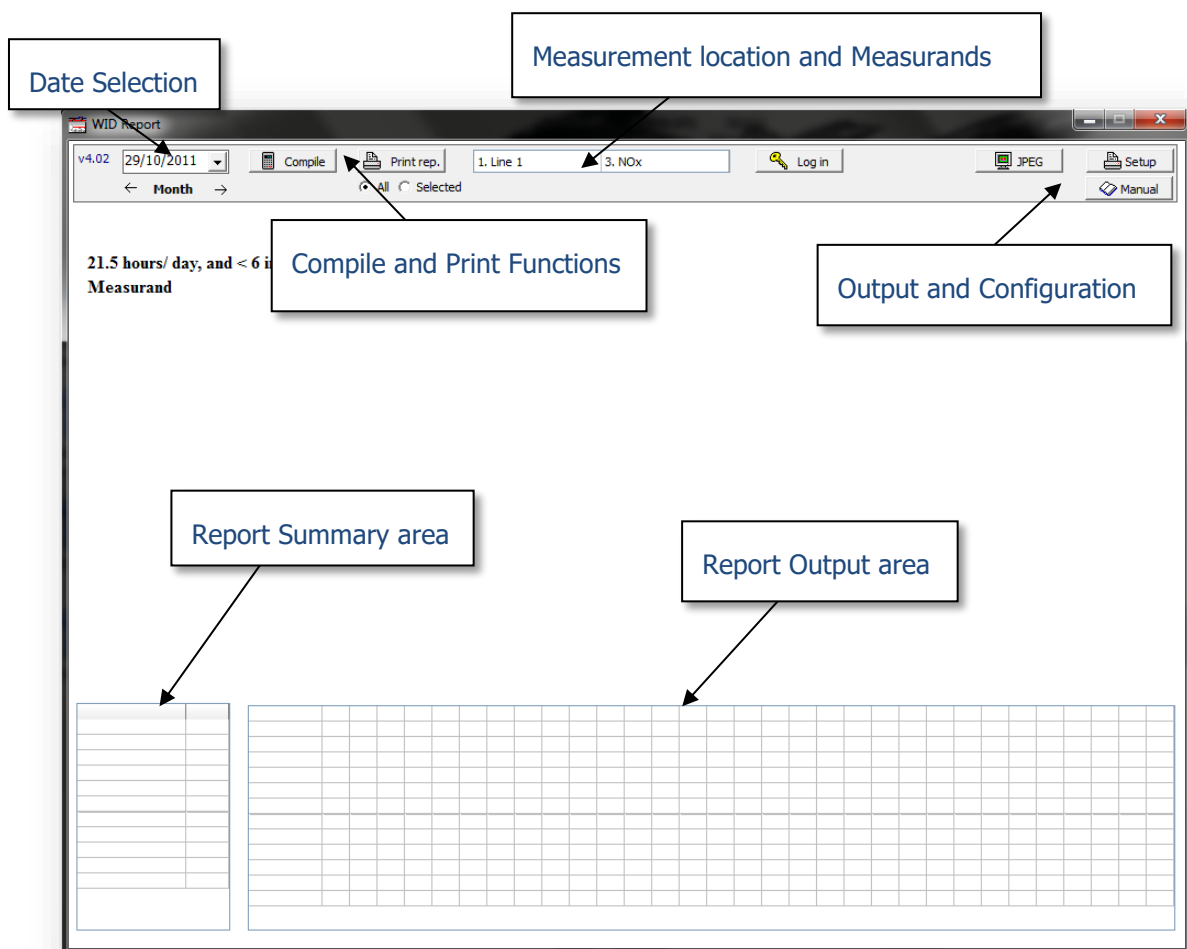 Measurement location and Measurands
Date Selection
WID Report
v4.02 29/10/2011 Compile Print rep. 1. Line 1 3. NOx Log in JPEG Setup
← Month → All Selected Manual
Compile and Print Functions
Output and Configuration
21.5 hours/ day, and < 6
Measurand
Report Summary area
Report Output area